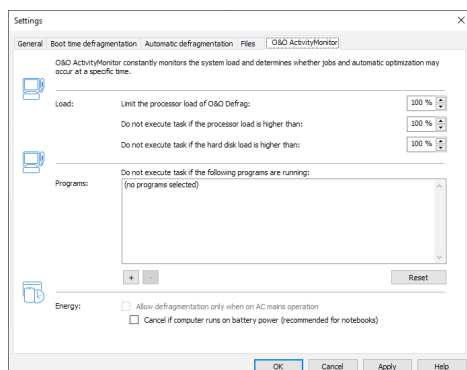 Settings
General Boot time defragmentation Automatic defragmentation Files O&O ActivityMonitor
O&O ActivityMonitor constantly monitors the system load and determines whether jobs and automatic optimization may
occur at a specific time.
Load: Limit the processor load of O&O Defrag: 100 %
Do not execute task if the processor load is higher than: 100 %
Do not execute task if the hard disk load is higher than: 100 %
Do not execute task if the following programs are running:
Programs: (no programs selected)
+ - Reset
Energy: Allow defragmentation only when on AC mains operation
Cancel if computer runs on battery power (recommended for notebooks)
OK Cancel Apply Help